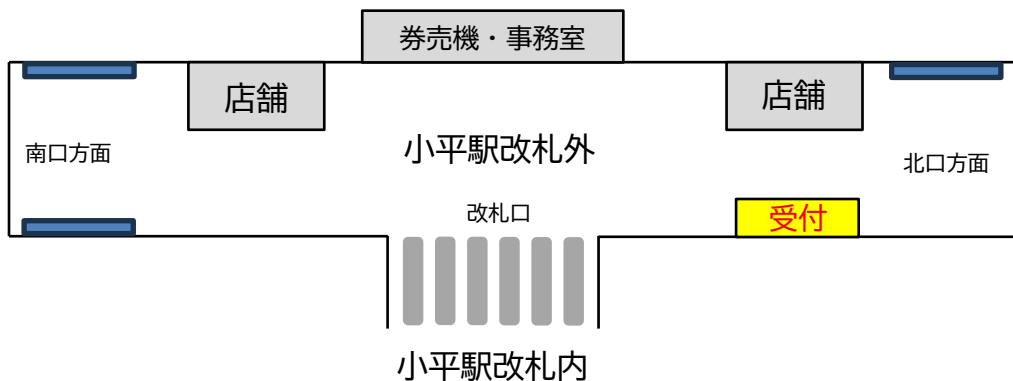 券売機・事務室
店舗
店舗
小平駅改札外
南口方面
北口方面
改札口
受付
小平駅改札内